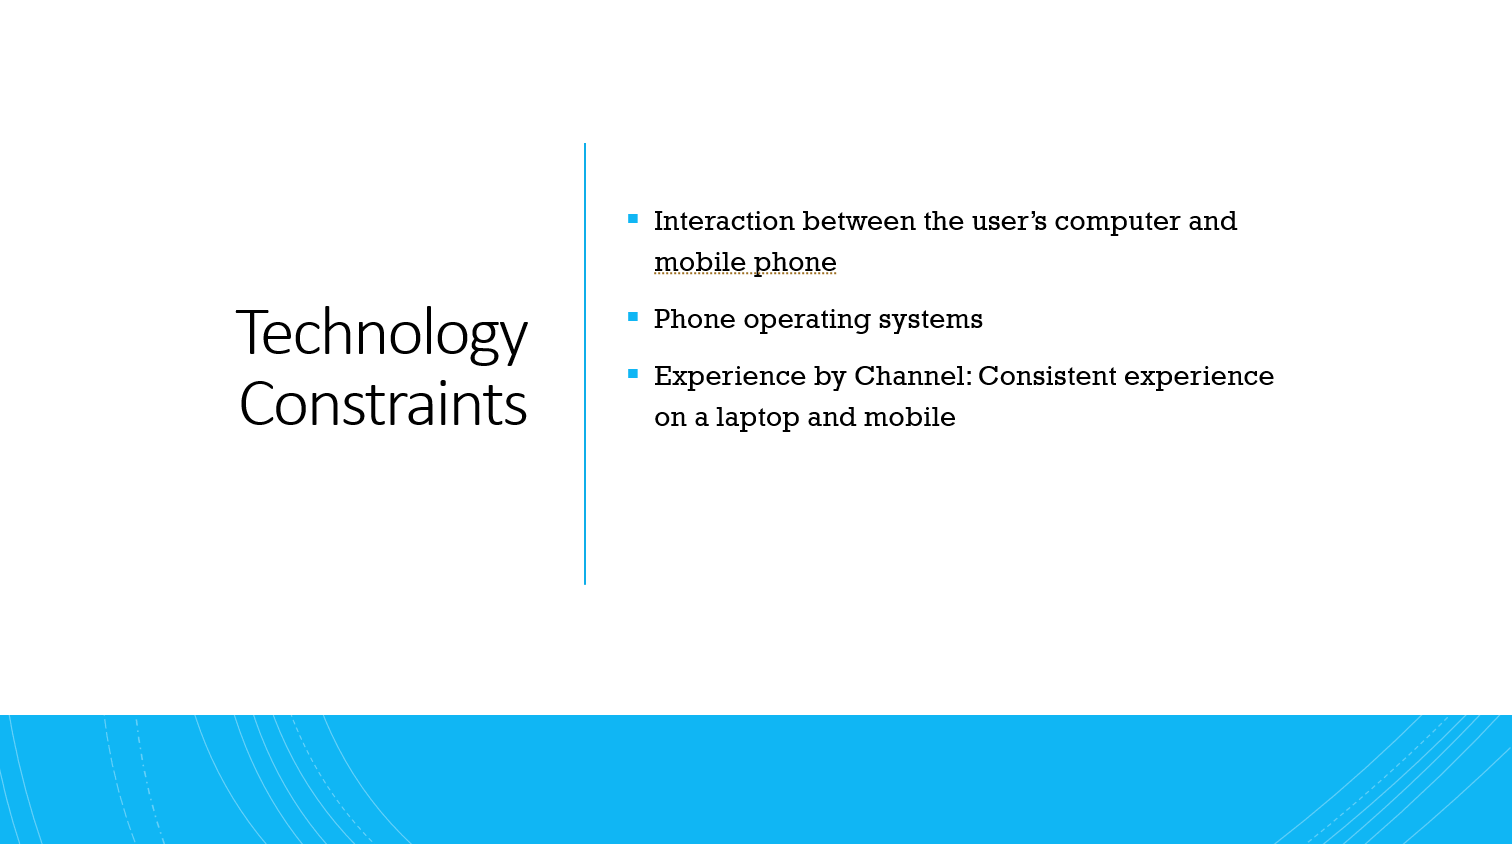 Technology
Constraints
Interaction between the user’s computer and
mobile phone
Phone operating systems
Experience by Channel: Consistent experience
on a laptop and mobile